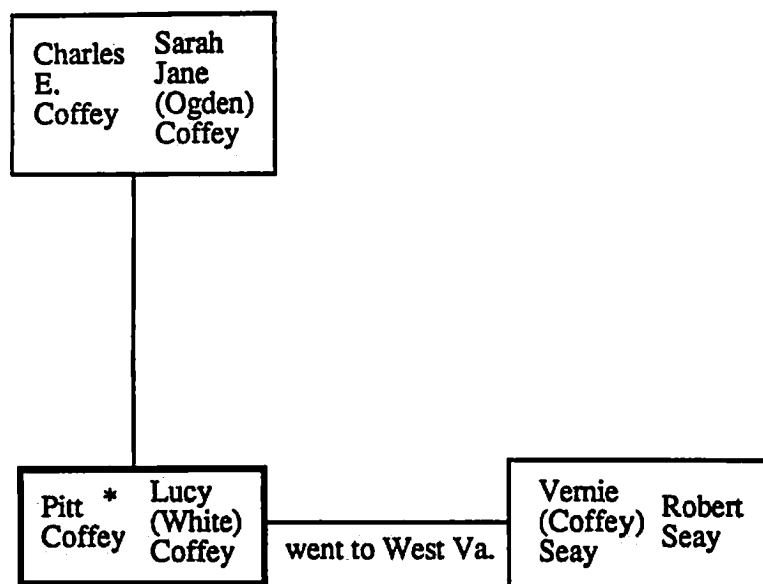 Charles
E.
Coffey
Sarah
Jane
(Ogden)
Coffey
Pitt *
Coffey
Lucy
(White)
Coffey
went to West Va.
Vernie
(Coffey)
Seay
Robert
Seay